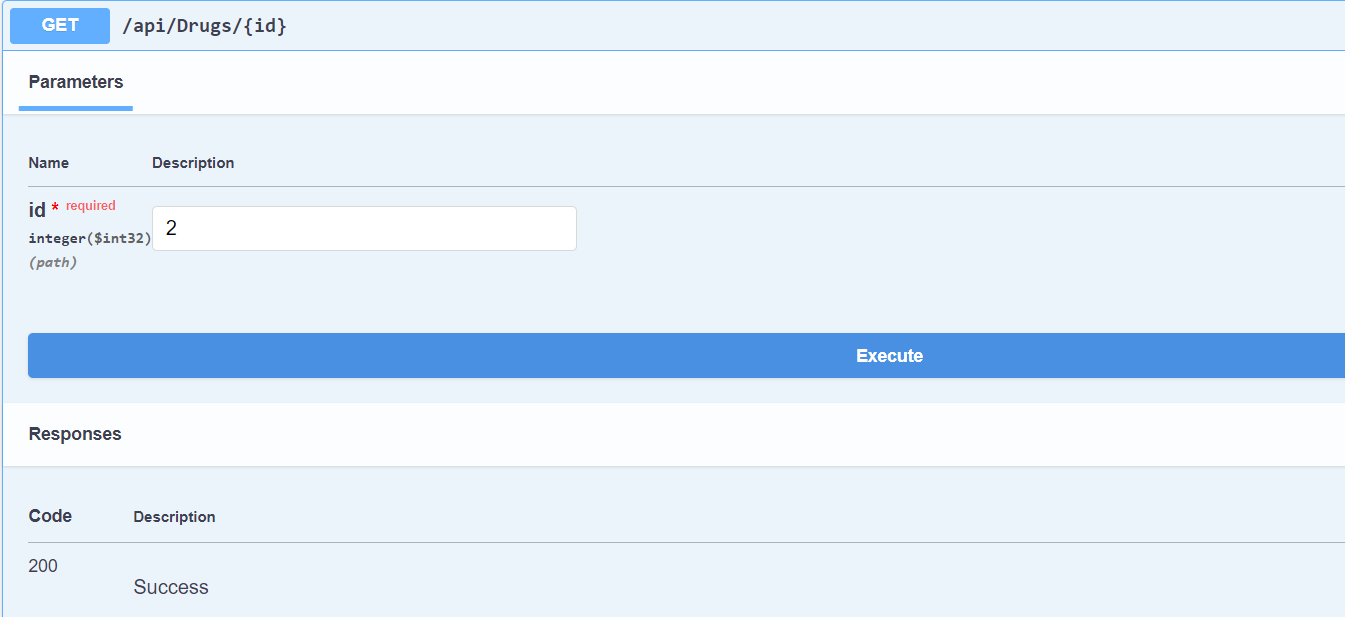 GET /api/Drugs/{id}
Parameters
Name Description
id * required
integer($int32)
(path)
2
Execute
Responses
Code Description
200
Success